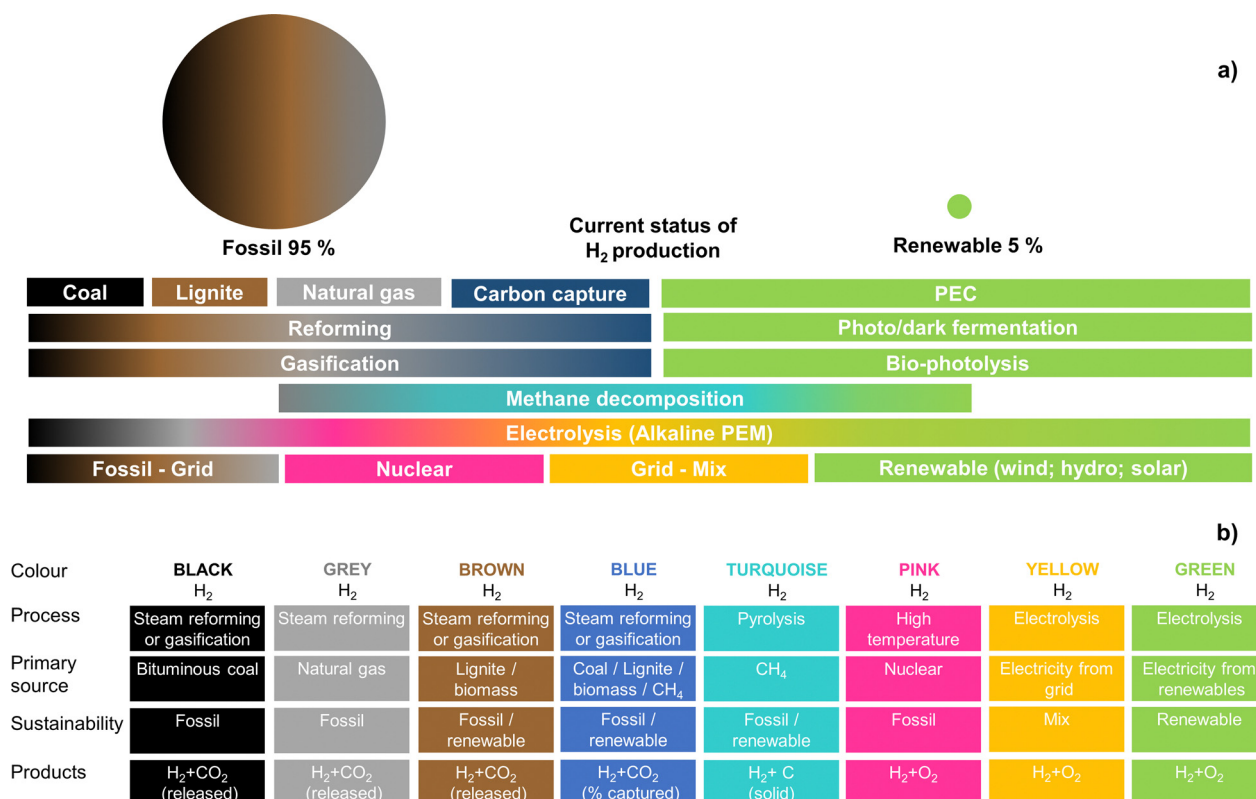 a)
Fossil 95 %
Current status of
H₂ production
Renewable 5 %
Coal
Lignite
Natural gas
Carbon capture
PEC
Reforming
Photo/dark fermentation
Gasification
Bio-photolysis
Methane decomposition
Electrolysis (Alkaline PEM)
Fossil - Grid
Nuclear
Grid - Mix
Renewable (wind; hydro; solar)
b)
Colour
BLACK
H₂
GREY
H₂
BROWN
H₂
BLUE
H₂
TURQUOISE
H₂
PINK
H₂
YELLOW
H₂
GREEN
H₂
Process
Steam reforming
or gasification
Steam reforming
Steam reforming
or gasification
Steam reforming
or gasification
Pyrolysis
High
temperature
Electrolysis
Electrolysis
Primary
source
Bituminous coal
Natural gas
Lignite /
biomass
Coal / Lignite /
biomass / CH₄
CH₄
Nuclear
Electricity from
grid
Electricity from
renewables
Sustainability
Fossil
Fossil
Fossil /
renewable
Fossil /
renewable
Fossil /
renewable
Fossil
Mix
Renewable
Products
H₂+CO₂
(released)
H₂+CO₂
(released)
H₂+CO₂
(released)
H₂+CO₂
(% captured)
H₂+ C
(solid)
H₂+O₂
H₂+O₂
H₂+O₂